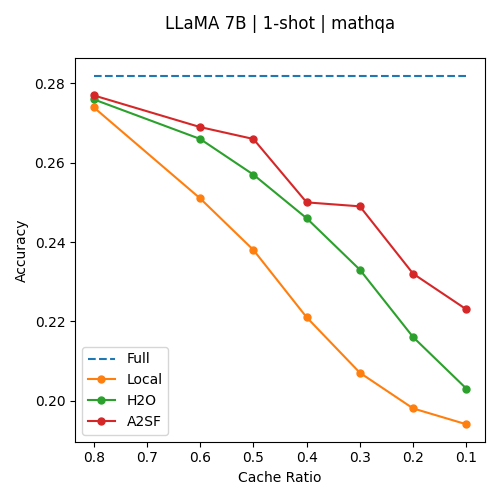 LLaMA 7B | 1-shot | mathqa
0.28
0.26
0.24
0.22
0.20
Accuracy
Full
Local
H2O
A2SF
0.8 0.7 0.6 0.5 0.4 0.3 0.2 0.1
Cache Ratio